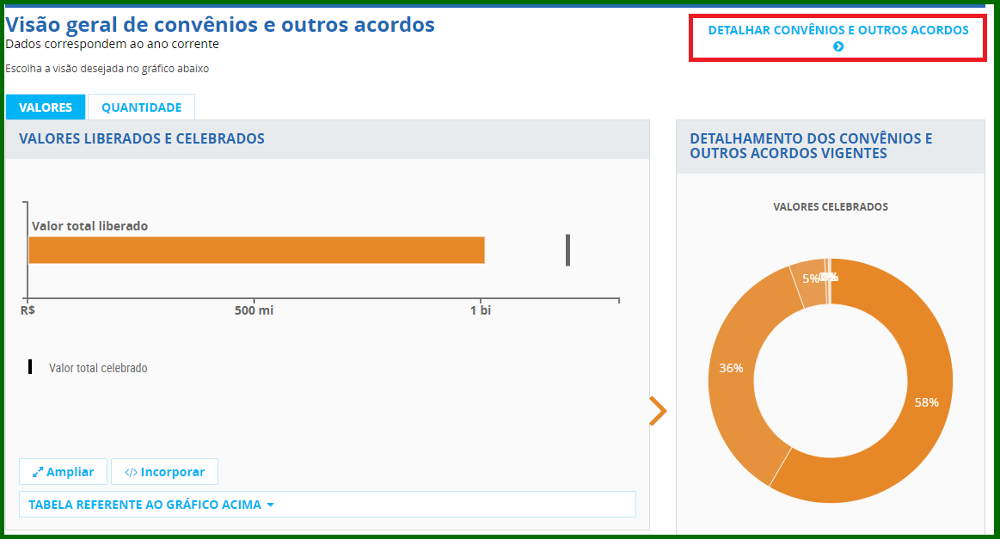 Visão geral de convênios e outros acordos
Dados correspondem ao ano corrente
Escolha a visão desejada no gráfico abaixo
DETALHAR CONVÊNIOS E OUTROS ACORDOS
VALORES
QUANTIDADE
VALORES LIBERADOS E CELEBRADOS
Valor total liberado
R$
500 mi
1 bi
Valor total celebrado
Ampliar
</> Incorporar
TABELA REFERENTE AO GRÁFICO ACIMA
DETALHAMENTO DOS CONVÊNIOS E
OUTROS ACORDOS VIGENTES
VALORES CELEBRADOS
5%
36%
58%